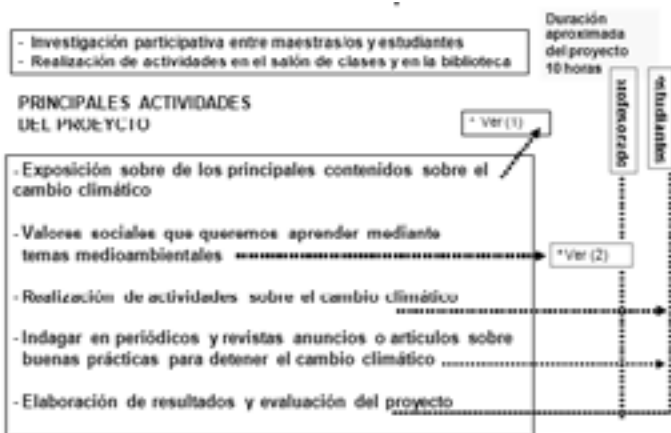 - Investigación participativa entre maestras/os y estudiantes
- Realización de actividades en el salón de clases y en la biblioteca
Duración
aproximada
del proyecto
10 horas
profesorado
estudiantes
PRINCIPALES ACTIVIDADES
DEL PROEYCTO
* Ver (1)
- Exposición sobre de los principales contenidos sobre el
cambio climático
- Valores sociales que queremos aprender mediante
temas medioambientales
*Ver (2)
- Realización de actividades sobre el cambio climático
- Indagar en periódicos y revistas anuncios o artículos sobre
buenas prácticas para detener el cambio climático
- Elaboración de resultados y evaluación del proyecto